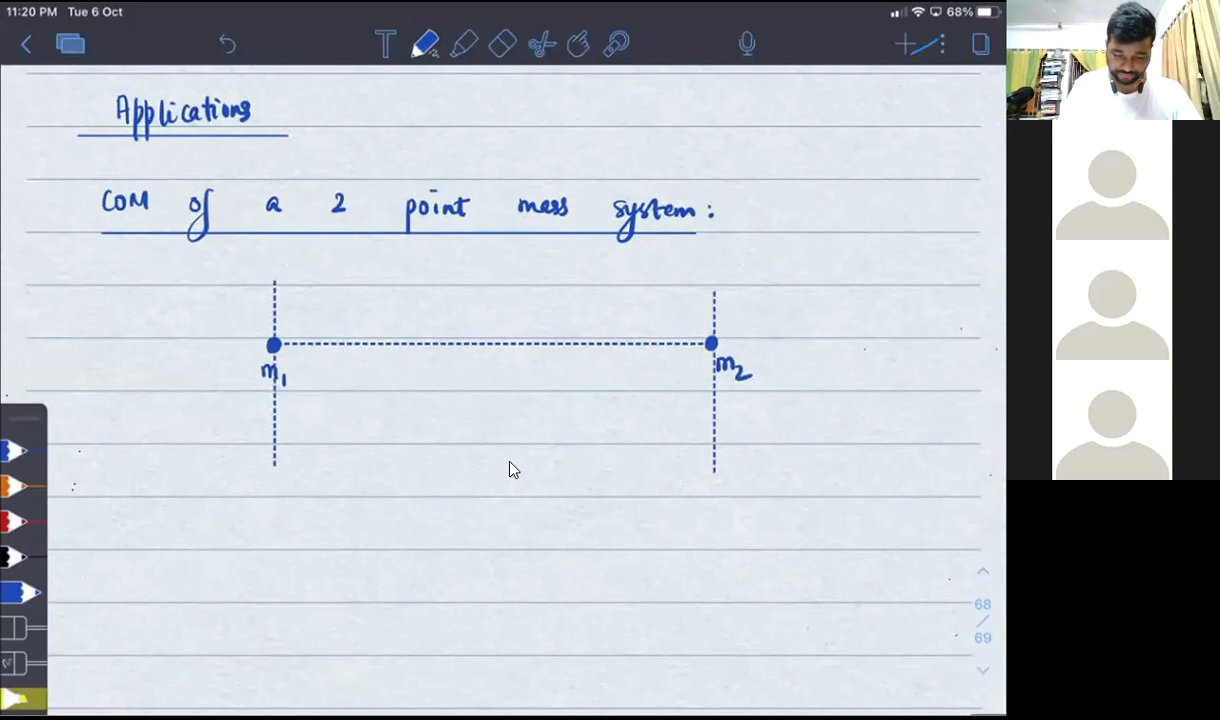 11:20 PM Tue 6 Oct 68%
T
Applications
COM of a 2 point mass system:
m1 m2
68
/
69